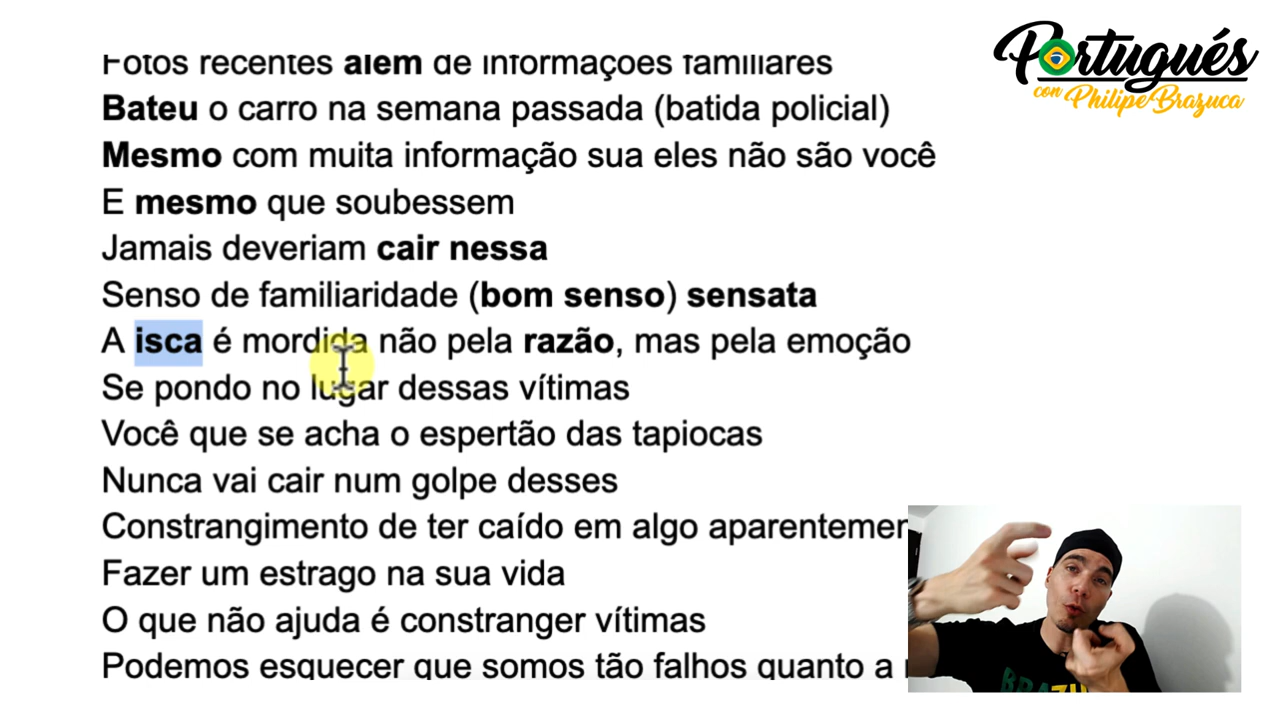 Portugués
con Philipe Brazuca
Fotos recentes além de informações familiares
Bateu o carro na semana passada (batida policial)
Mesmo com muita informação sua eles não são você
E mesmo que soubessem
Jamais deveriam cair nessa
Senso de familiaridade (bom senso) sensata
A isca é mordida não pela razão, mas pela emoção
Se pondo no lugar dessas vítimas
Você que se acha o espertão das tapiocas
Nunca vai cair num golpe desses
Constrangimento de ter caído em algo
Fazer um estrago na sua vida
O que não ajuda é constranger vítimas
Podemos esquecer que somos tão falhos quanto a